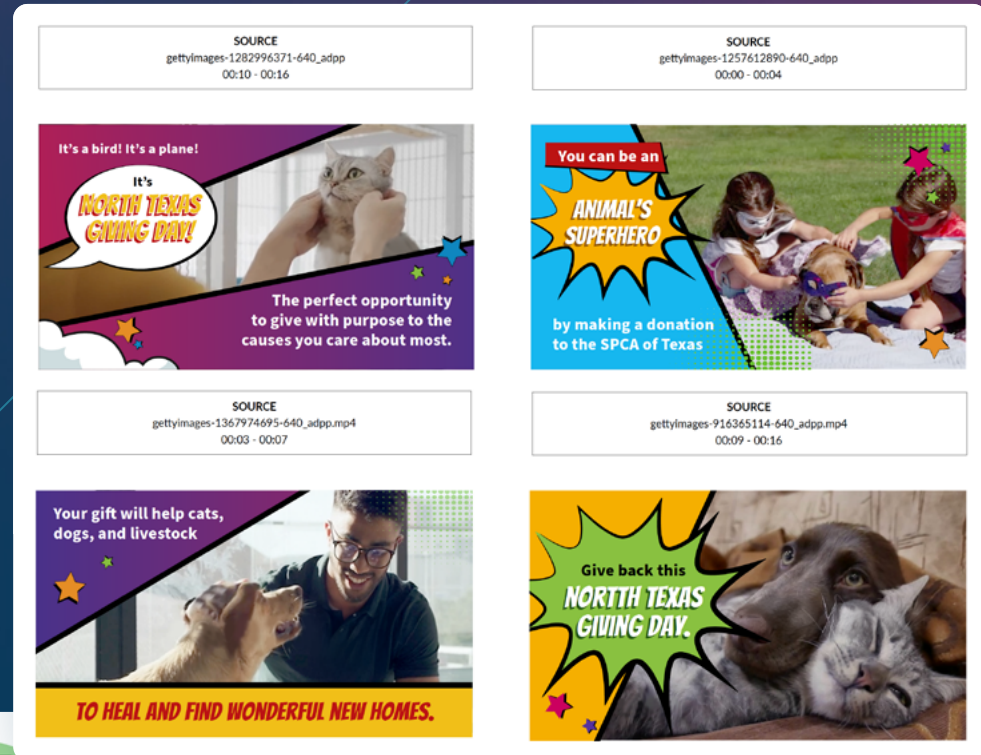 SOURCE
gettyimages-1282996371-640_adpp
00:10 - 00:16
It's a bird! It's a plane!
It's
NORTH TEXAS
GIVING DAY!
The perfect opportunity
to give with purpose to the
causes you care about most.
SOURCE
gettyimages-1257612890-640_adpp
00:00 - 00:04
You can be an
ANIMAL'S
SUPERHERO
by making a donation
to the SPCA of Texas
SOURCE
gettyimages-1367974695-640_adpp.mp4
00:03 - 00:07
Your gift will help cats,
dogs, and livestock
TO HEAL AND FIND WONDERFUL NEW HOMES.
SOURCE
gettyimages-916365114-640_adpp.mp4
00:09 - 00:16
Give back this
NORTTH TEXAS
GIVING DAY.